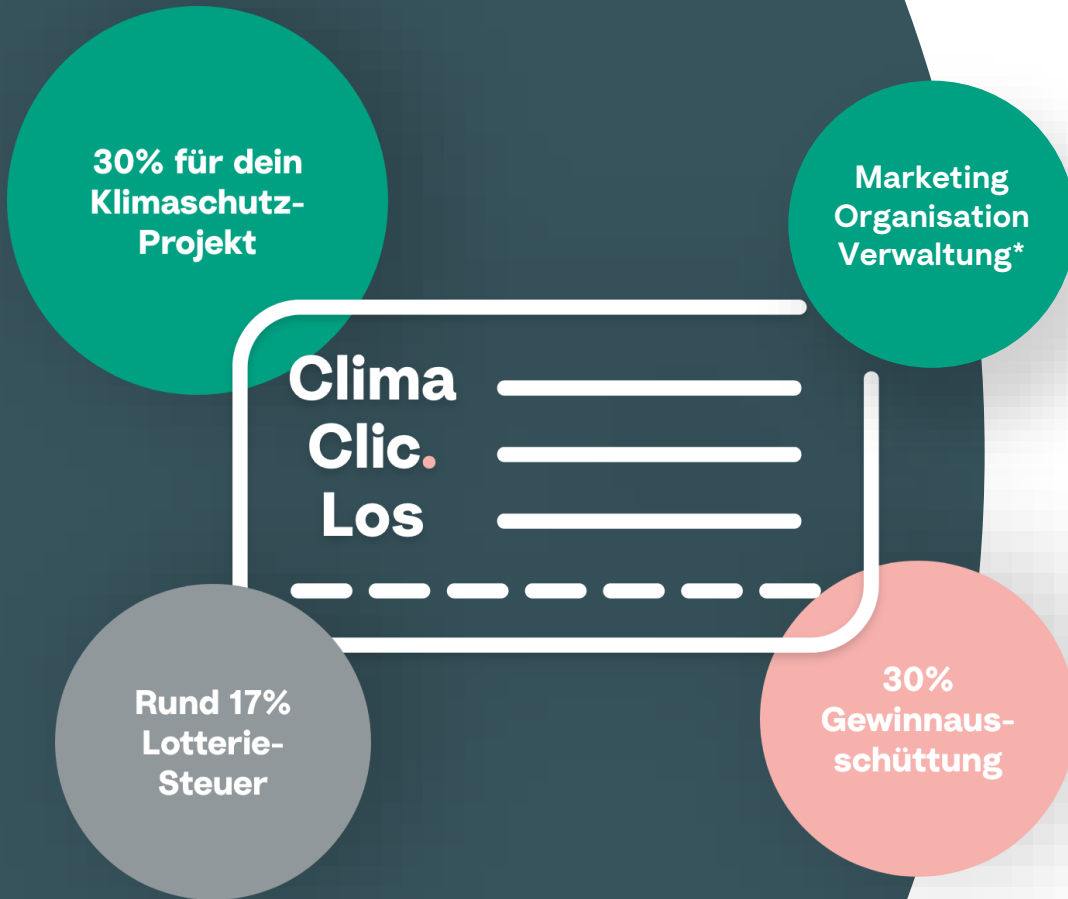 30% für dein
Klimaschutz-
Projekt
Marketing
Organisation
Verwaltung*
Clima
Clic.
Los
Rund 17%
Lotterie-
Steuer
30%
Gewinnaus-
schüttung